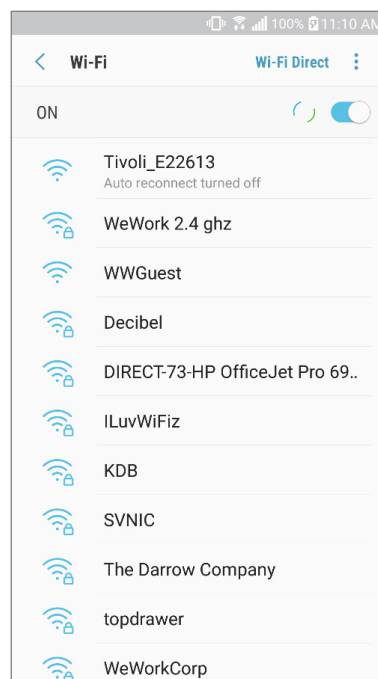 100% 11:10 AM
Wi-Fi Wi-Fi Direct
ON
Tivoli_E22613
Auto reconnect turned off
WeWork 2.4 ghz
WWGuest
Decibel
DIRECT-73-HP OfficeJet Pro 69..
ILuvWiFiz
KDB
SVNIC
The Darrow Company
topdrawer
WeWorkCorp